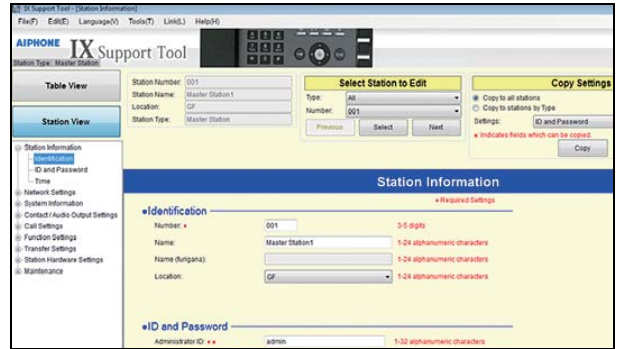 IX Support Tool - [Station Information]
File(F) Edit(E) Language(V) Tools(T) Link(L) Help(H)
AIPHONE IX Support Tool
Station Type: Master Station
Table View
Station View
Station Number: 001
Station Name: Master Station1
Location: GF
Station Type: Master Station
Select Station to Edit
Type: All
Number: 001
Previous Select Next
Copy Settings
Copy to all stations
Copy to stations by Type
Settings: ID and Password
Indicates fields which can be copied.
Copy
Station Information
Identification
ID and Password
Time
Network Settings
System Information
Contact / Audio Output Settings
Call Settings
Function Settings
Transfer Settings
Station Hardware Settings
Maintenance
Station Information
Required Settings
●Identification
Number: 001 3-5 digits
Name: Master Station1 1-24 alphanumeric characters
Name (furigana): 1-24 alphanumeric characters
Location: GF 1-24 alphanumeric characters
●ID and Password
Administrator ID: admin 1-32 alphanumeric characters